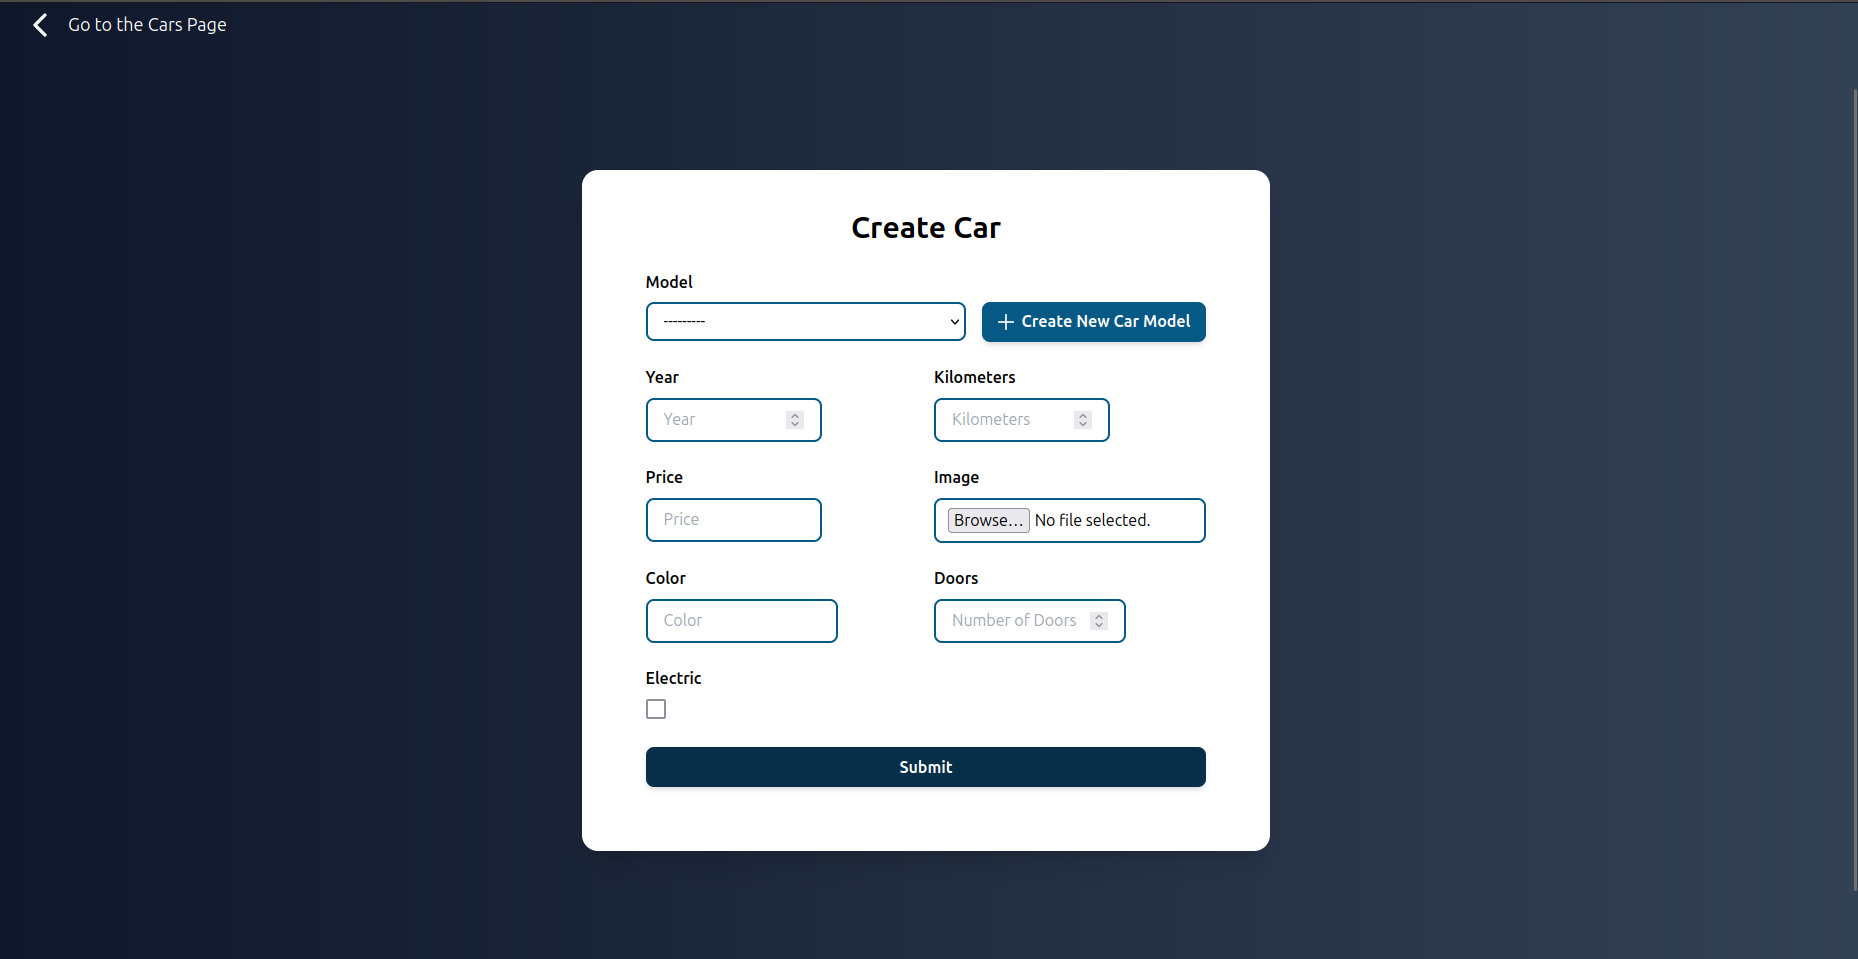 Go to the Cars Page
Create Car
Model
---------
Create New Car Model
Year
Kilometers
Year
Kilometers
Price
Image
Price
Browse… No file selected.
Color
Doors
Color
Number of Doors
Electric
Submit